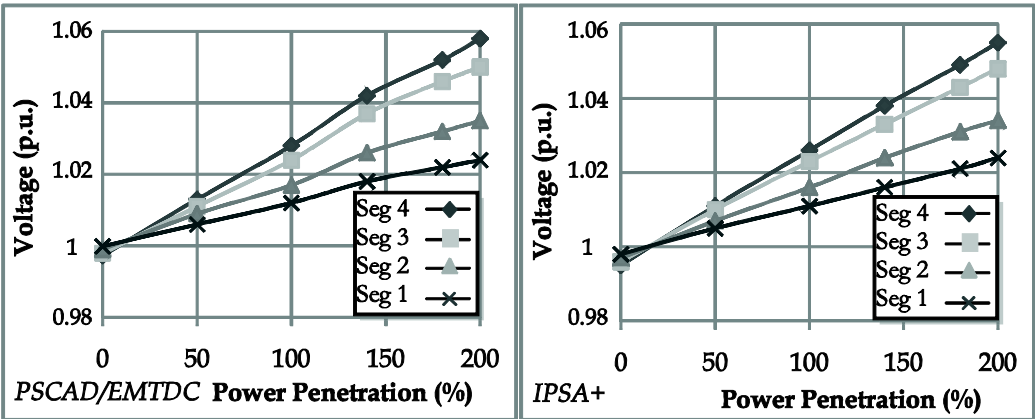 1.06
1.04
1.02
1
0.98
Voltage (p.u.)
Seg 4
Seg 3
Seg 2
Seg 1
0 50 100 150 200
PSCAD/EMTDC Power Penetration (%)
1.06
1.04
1.02
1
0.98
Voltage (p.u.)
Seg 4
Seg 3
Seg 2
Seg 1
0 50 100 150 200
IPSA+ Power Penetration (%)